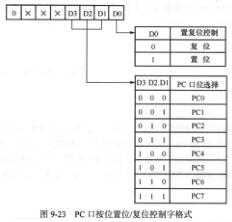 0 × × × D3 D2 D1 D0
D0 置复位控制
0 复 位
1 置 位
D3 D2 D1 PC 口位选择
0 0 0 PC0
0 0 1 PC1
0 1 0 PC2
0 1 1 PC3
1 0 0 PC4
1 0 1 PC5
1 1 0 PC6
1 1 1 PC7
图 9-23 PC 口按位置位/复位控制字格式